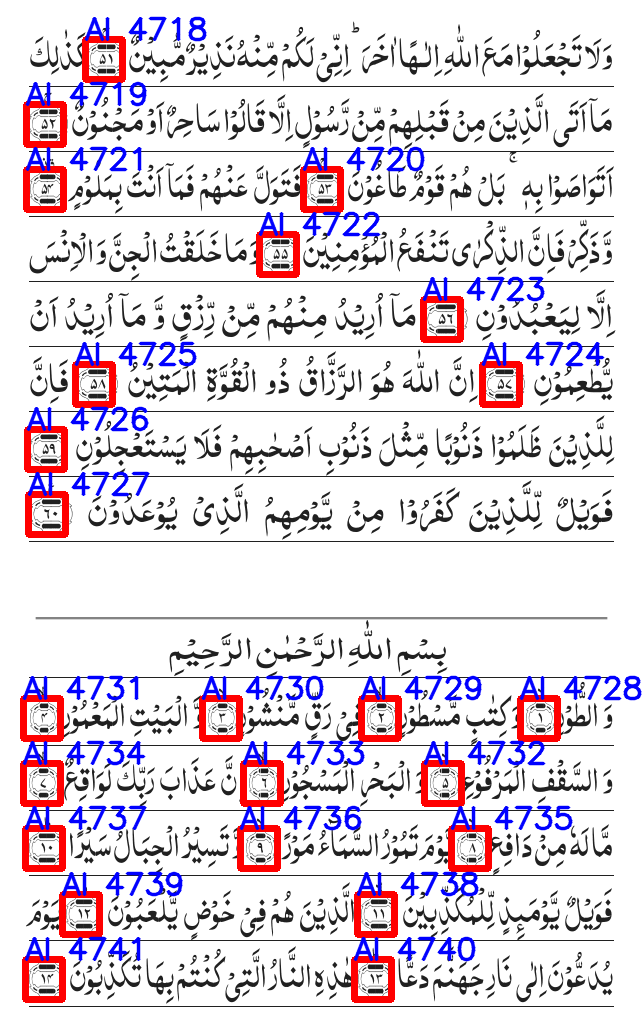 AI 4718
وَلَا تَجْعَلُوْا مَعَ اللّٰهِ اِلٰـهًا اٰخَرَ ؕ اِنِّىْ لَكُمْ مِّنْهُ نَذِيْرٌ مُّبِيْنٌ ۵۱ كَذٰلِكَ
AI 4719
مَاۤ اَتَى الَّذِيْنَ مِنْ قَبْلِهِمْ مِّنْ رَّسُوْلٍ اِلَّا قَالُوْا سَاحِرٌ اَوْ مَجْنُوْنٌ ۵۲
AI 4720 AI 4721
اَتَوَاصَوْا بِهٖ ۚ بَلْ هُمْ قَوْمٌ طَاغُوْنَ ۵۳ فَتَوَلَّ عَنْهُمْ فَمَاۤ اَنْتَ بِمَلُوْمٍ ۵۴
AI 4722
وَّذَكِّرْ فَاِنَّ الذِّكْرٰى تَنْفَعُ الْمُؤْمِنِيْنَ ۵۵ وَمَا خَلَقْتُ الْجِنَّ وَالْاِنْسَ
AI 4723
اِلَّا لِيَعْبُدُوْنِ ۵۶ مَاۤ اُرِيْدُ مِنْهُمْ مِّنْ رِّزْقٍ وَّ مَاۤ اُرِيْدُ اَنْ
AI 4724 AI 4725
يُّطْعِمُوْنِ ۵۷ اِنَّ اللّٰهَ هُوَ الرَّزَّاقُ ذُو الْقُوَّةِ الْمَتِيْنُ ۵۸ فَاِنَّ
AI 4726
لِلَّذِيْنَ ظَلَمُوْا ذَنُوْبًا مِّثْلَ ذَنُوْبِ اَصْحٰبِهِمْ فَلَا يَسْتَعْجِلُوْنِ ۵۹
AI 4727
فَوَيْلٌ لِّلَّذِيْنَ كَفَرُوْا مِنْ يَّوْمِهِمُ الَّذِىْ يُوْعَدُوْنَ ۶۰
بِسْمِ اللّٰهِ الرَّحْمٰنِ الرَّحِيْمِ
AI 4728 AI 4729 AI 4730 AI 4731
وَ الطُّوْرِ ۱ وَكِتٰبٍ مَّسْطُوْرٍ ۲ فِىْ رَقٍّ مَّنْشُوْرٍ ۳ وَّ الْبَيْتِ الْمَعْمُوْرِ ۴
AI 4732 AI 4733 AI 4734
وَ السَّقْفِ الْمَرْفُوْعِ ۵ وَ الْبَحْرِ الْمَسْجُوْرِ ۶ اِنَّ عَذَابَ رَبِّكَ لَوَاقِعٌ ۷
AI 4735 AI 4736 AI 4737
مَّا لَهٗ مِنْ دَافِعٍ ۸ يَّوْمَ تَمُوْرُ السَّمَآءُ مَوْرًا ۹ وَّ تَسِيْرُ الْجِبَالُ سَيْرًا ۱۰
AI 4738 AI 4739
فَوَيْلٌ يَّوْمَئِذٍ لِّلْمُكَذِّبِيْنَ ۱۱ الَّذِيْنَ هُمْ فِىْ خَوْضٍ يَّلْعَبُوْنَ ۱۲ يَوْمَ
AI 4740 AI 4741
يُدَعُّوْنَ اِلٰى نَارِ جَهَنَّمَ دَعًّا ۱۳ هٰذِهِ النَّارُ الَّتِىْ كُنْتُمْ بِهَا تُكَذِّبُوْنَ ۱۴